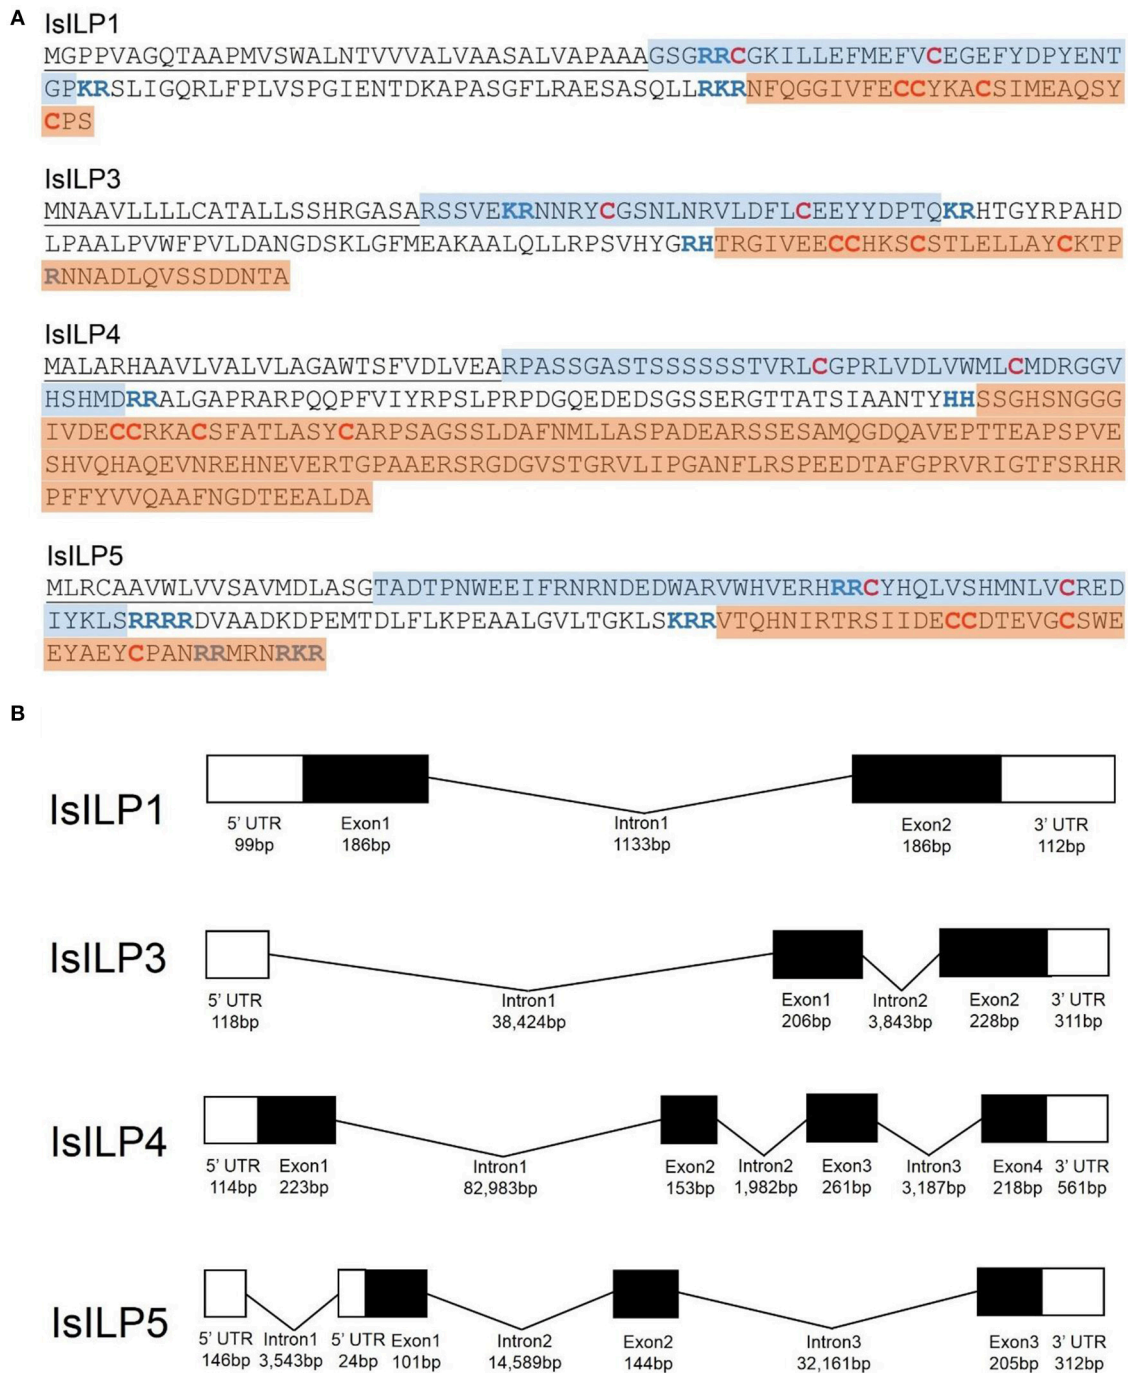 A
IsILP1
MGPPVAGQTAAPMVSWALNTVVVALVAASALVAPAAAGSGRRCGKILLEFMEFVCEGEFYDPYENT
GPKRSLIGQRLFPLVSPGIENTDKAPASGFLRAESASQLLRKRNFQGGIVFECCYKACSIMEAQSY
CPS
IsILP3
MNAAVLLLLCATALLSSHRGASARSSVEKRNNRYCGSNLNRVLDFLCEEYYDPTQKRHTGYRPAHD
LPAALPVWFPVLDANGDSKLGFMEAKAALQLLRPSVHYGRHTRGIVEECCHKSCSTLELLAYCKTP
RNNADLQVSSDDNTA
IsILP4
MALARHAAVLVALVLAGAWTSFVDLVEARPASSGASTSSSSSSTVRLCGPRLVDLVWMLCMDRGGV
HSHMDRRALGAPRARPQQPFVIYRPSLPRPDGQEDEDSGSSERGTTATSIAANTYHHSSGHSNGGG
IVDECCRKACSFATLASYCARPSAGSSLDAFNMLLASPADEARSSESAMQGDQAVEPTTEAPSPVE
SHVQHAQEVNREHNEVERTGPAAERSRGDGVSTGRVLIPGANFLRSPEEDTAFGPRVRIGTFSRHR
PFFYVVQAAFNGDTEEALDA
IsILP5
MLRCAAVWLVVSAVMDLASGTADTPNWEEIFRNRNDEDWARVWHVERHRRCYHQLVSHMNLVCRED
IYKLSRRRRDVAADKDPEMTDLFLKPEAALGVLTGKLSKRRVTQHNIRTRSIIDECCDTEVGCSWE
EYAEYCPANRRMRNRKR
B
IsILP1
5’ UTR Exon1 Intron1 Exon2 3’ UTR
99bp 186bp 1133bp 186bp 112bp
IsILP3
5’ UTR Intron1 Exon1 Intron2 Exon2 3’ UTR
118bp 38,424bp 206bp 3,843bp 228bp 311bp
IsILP4
5’ UTR Exon1 Intron1 Exon2 Intron2 Exon3 Intron3 Exon4 3’ UTR
114bp 223bp 82,983bp 153bp 1,982bp 261bp 3,187bp 218bp 561bp
IsILP5
5’ UTR Intron1 5’ UTR Exon1 Intron2 Exon2 Intron3 Exon3 3’ UTR
146bp 3,543bp 24bp 101bp 14,589bp 144bp 32,161bp 205bp 312bp